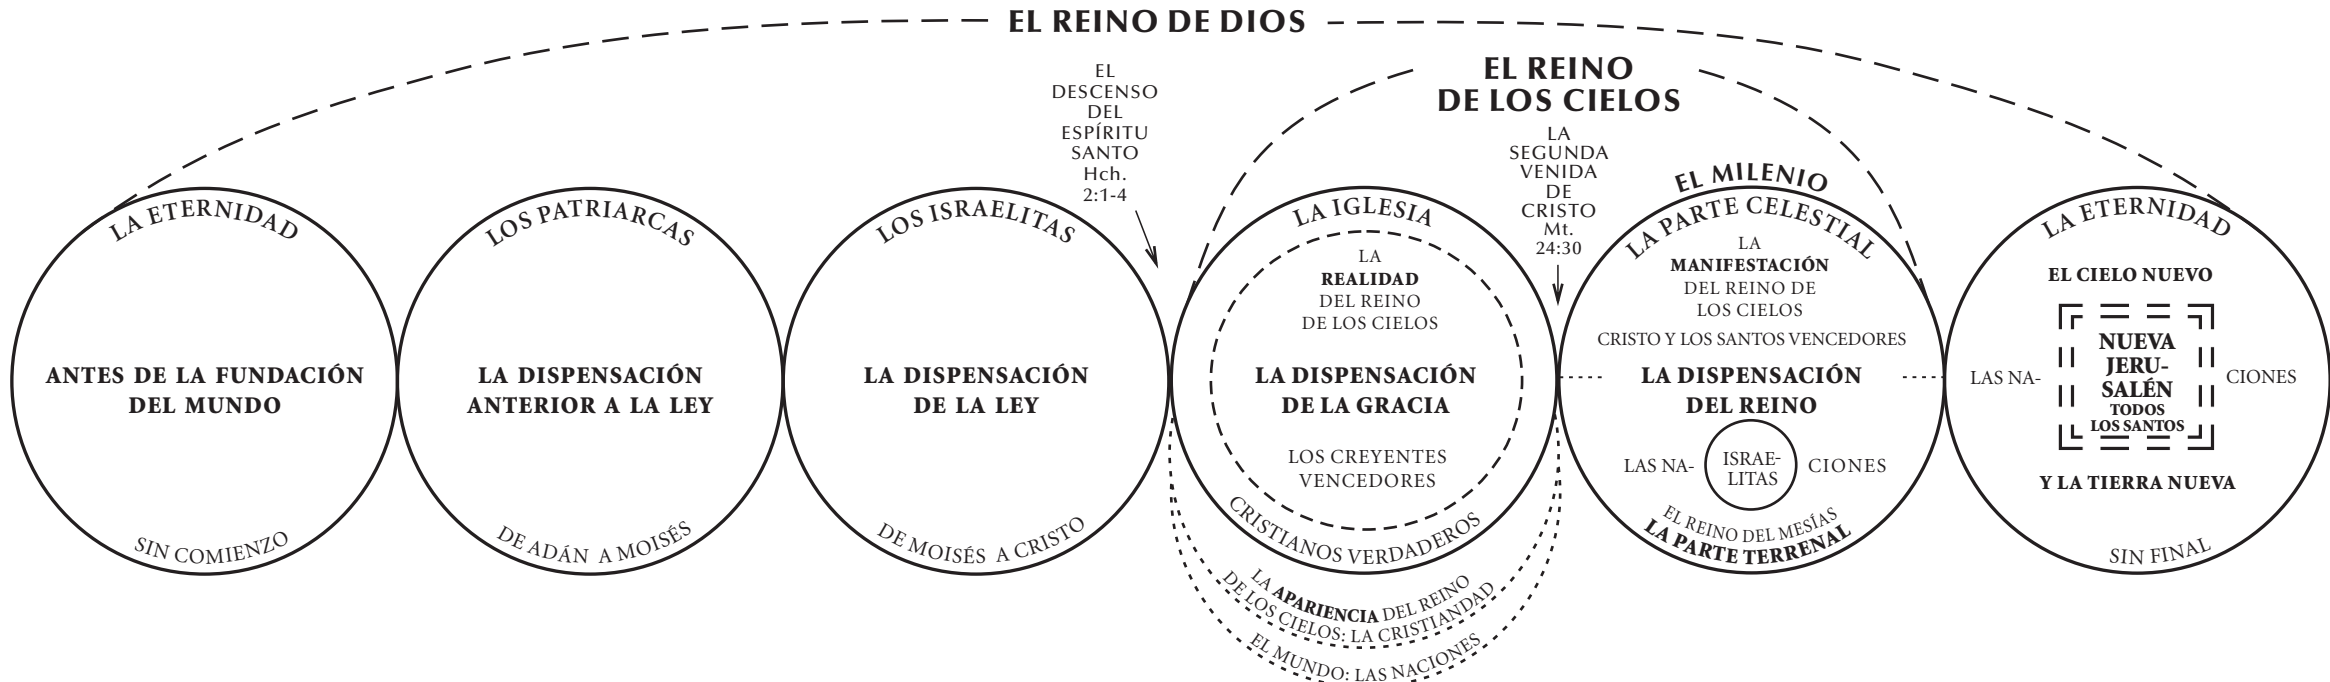 EL REINO DE DIOS
EL REINO
DE LOS CIELOS
EL
DESCENSO
DEL
ESPÍRITU
SANTO
Hch.
2:1-4
LA
SEGUNDA
VENIDA
DE
CRISTO
Mt.
24:30
LA ETERNIDAD
ANTES DE LA FUNDACIÓN
DEL MUNDO
SIN COMIENZO
LOS PATRIARCAS
LA DISPENSACIÓN
ANTERIOR A LA LEY
DE ADÁN A MOISÉS
LOS ISRAELITAS
LA DISPENSACIÓN
DE LA LEY
DE MOISÉS A CRISTO
LA IGLESIA
LA
REALIDAD
DEL REINO
DE LOS CIELOS
LA DISPENSACIÓN
DE LA GRACIA
LOS CREYENTES
VENCEDORES
CRISTIANOS VERDADEROS
LA APARIENCIA DEL REINO
DE LOS CIELOS: LA CRISTIANDAD
EL MUNDO: LAS NACIONES
EL MILENIO
LA PARTE CELESTIAL
LA
MANIFESTACIÓN
DEL REINO DE
LOS CIELOS
CRISTO Y LOS SANTOS VENCEDORES
LA DISPENSACIÓN
DEL REINO
LAS NA- CIONES
ISRAE-
LITAS
EL REINO DEL MESÍAS
LA PARTE TERRENAL
LA ETERNIDAD
EL CIELO NUEVO
LAS NA- CIONES
NUEVA
JERU-
SALÉN
TODOS
LOS SANTOS
Y LA TIERRA NUEVA
SIN FINAL